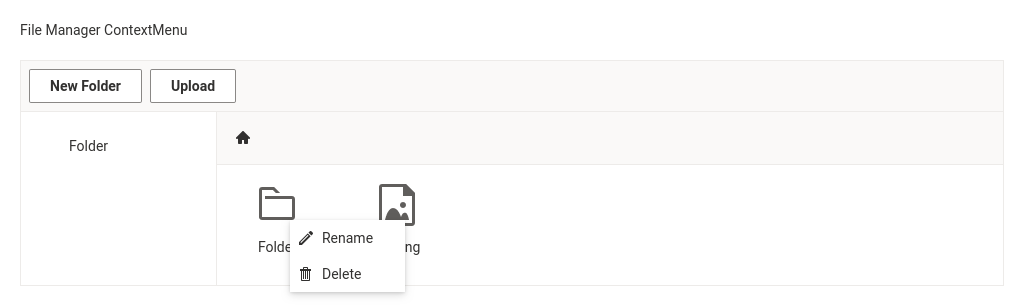 File Manager ContextMenu
New Folder
Upload
Folder
Rename
Delete